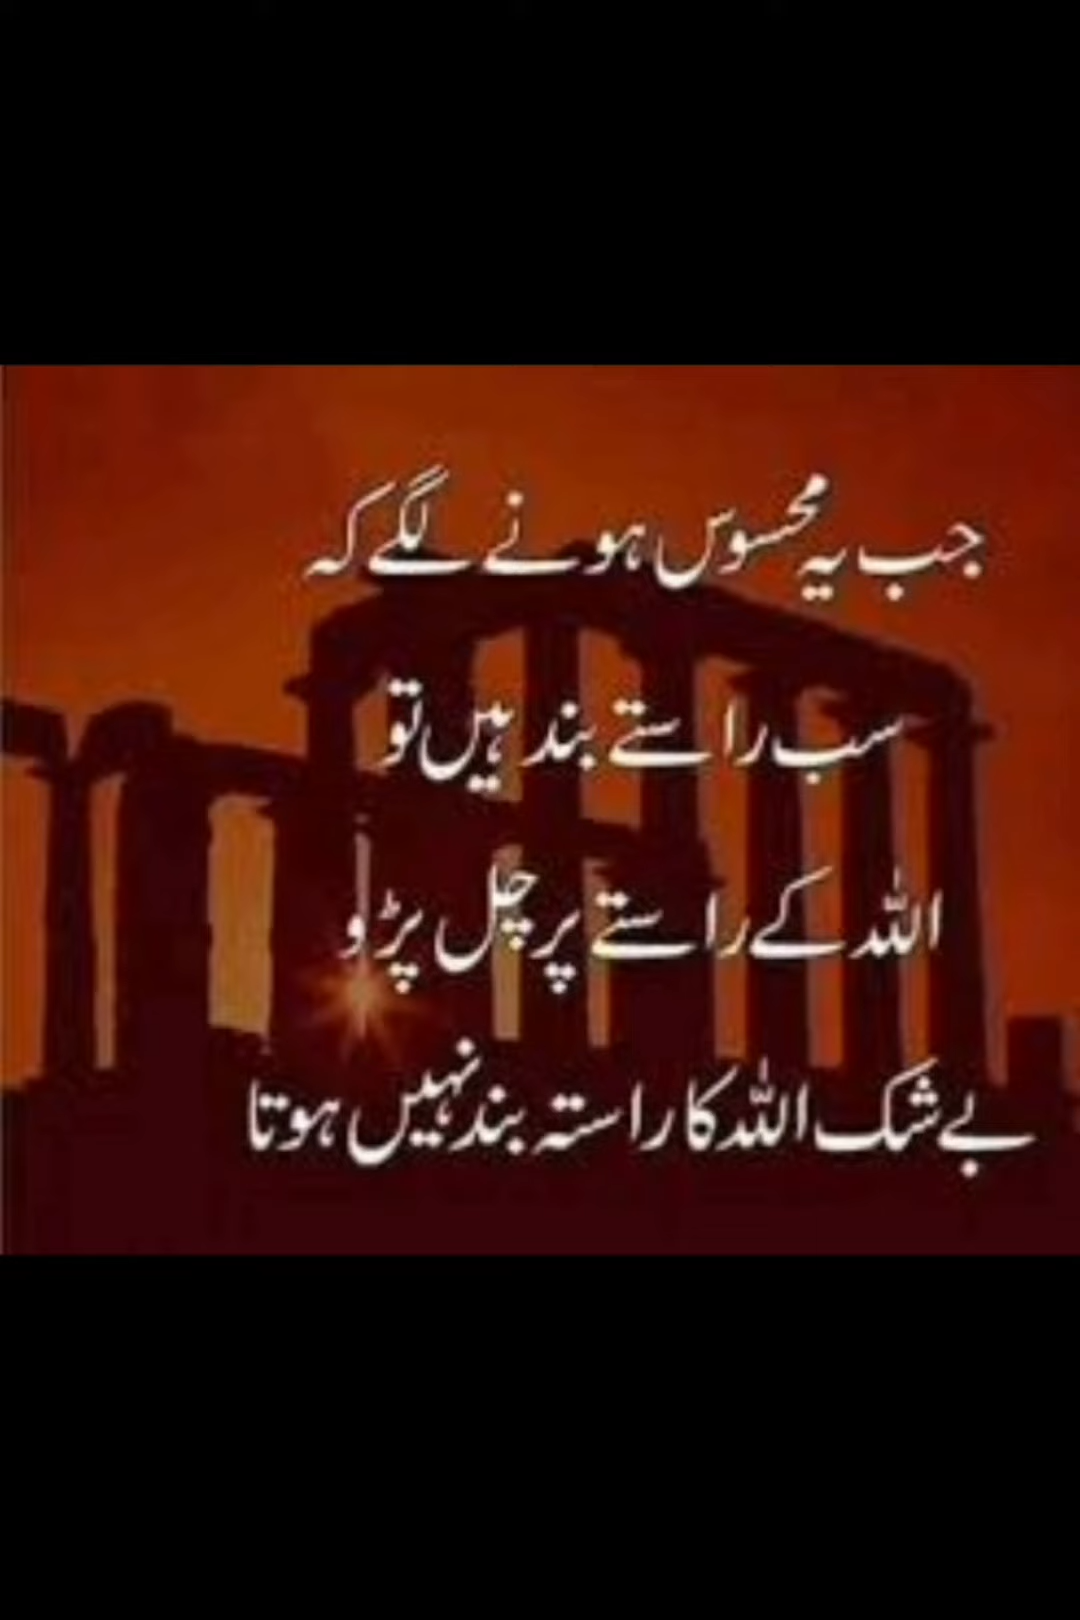 جب یہ محسوس ہونے لگے کہ
سب راستے بند ہیں تو
اللہ کے راستے پر چل پڑو
بے شک اللہ کا راستہ بند نہیں ہوتا